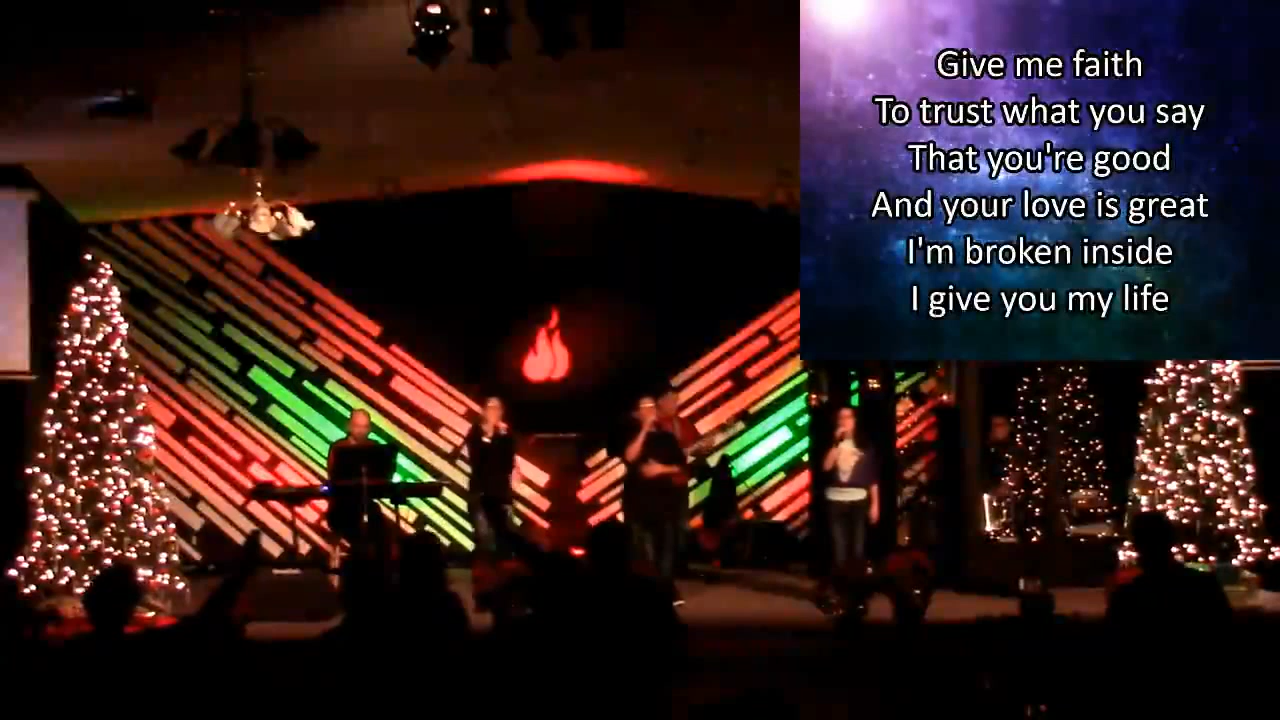 Give me faith
To trust what you say
That you're good
And your love is great
I'm broken inside
I give you my life